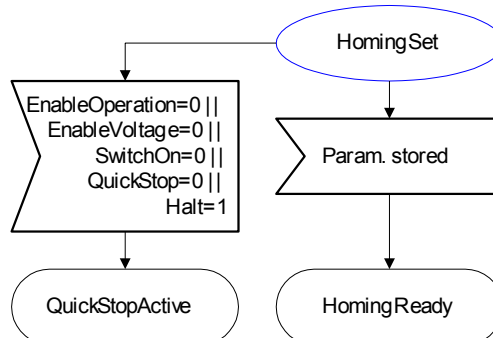 HomingSet
EnableOperation=0 ||
EnableVoltage=0 ||
SwitchOn=0 ||
QuickStop=0 ||
Halt=1
Param. stored
QuickStopActive
HomingReady